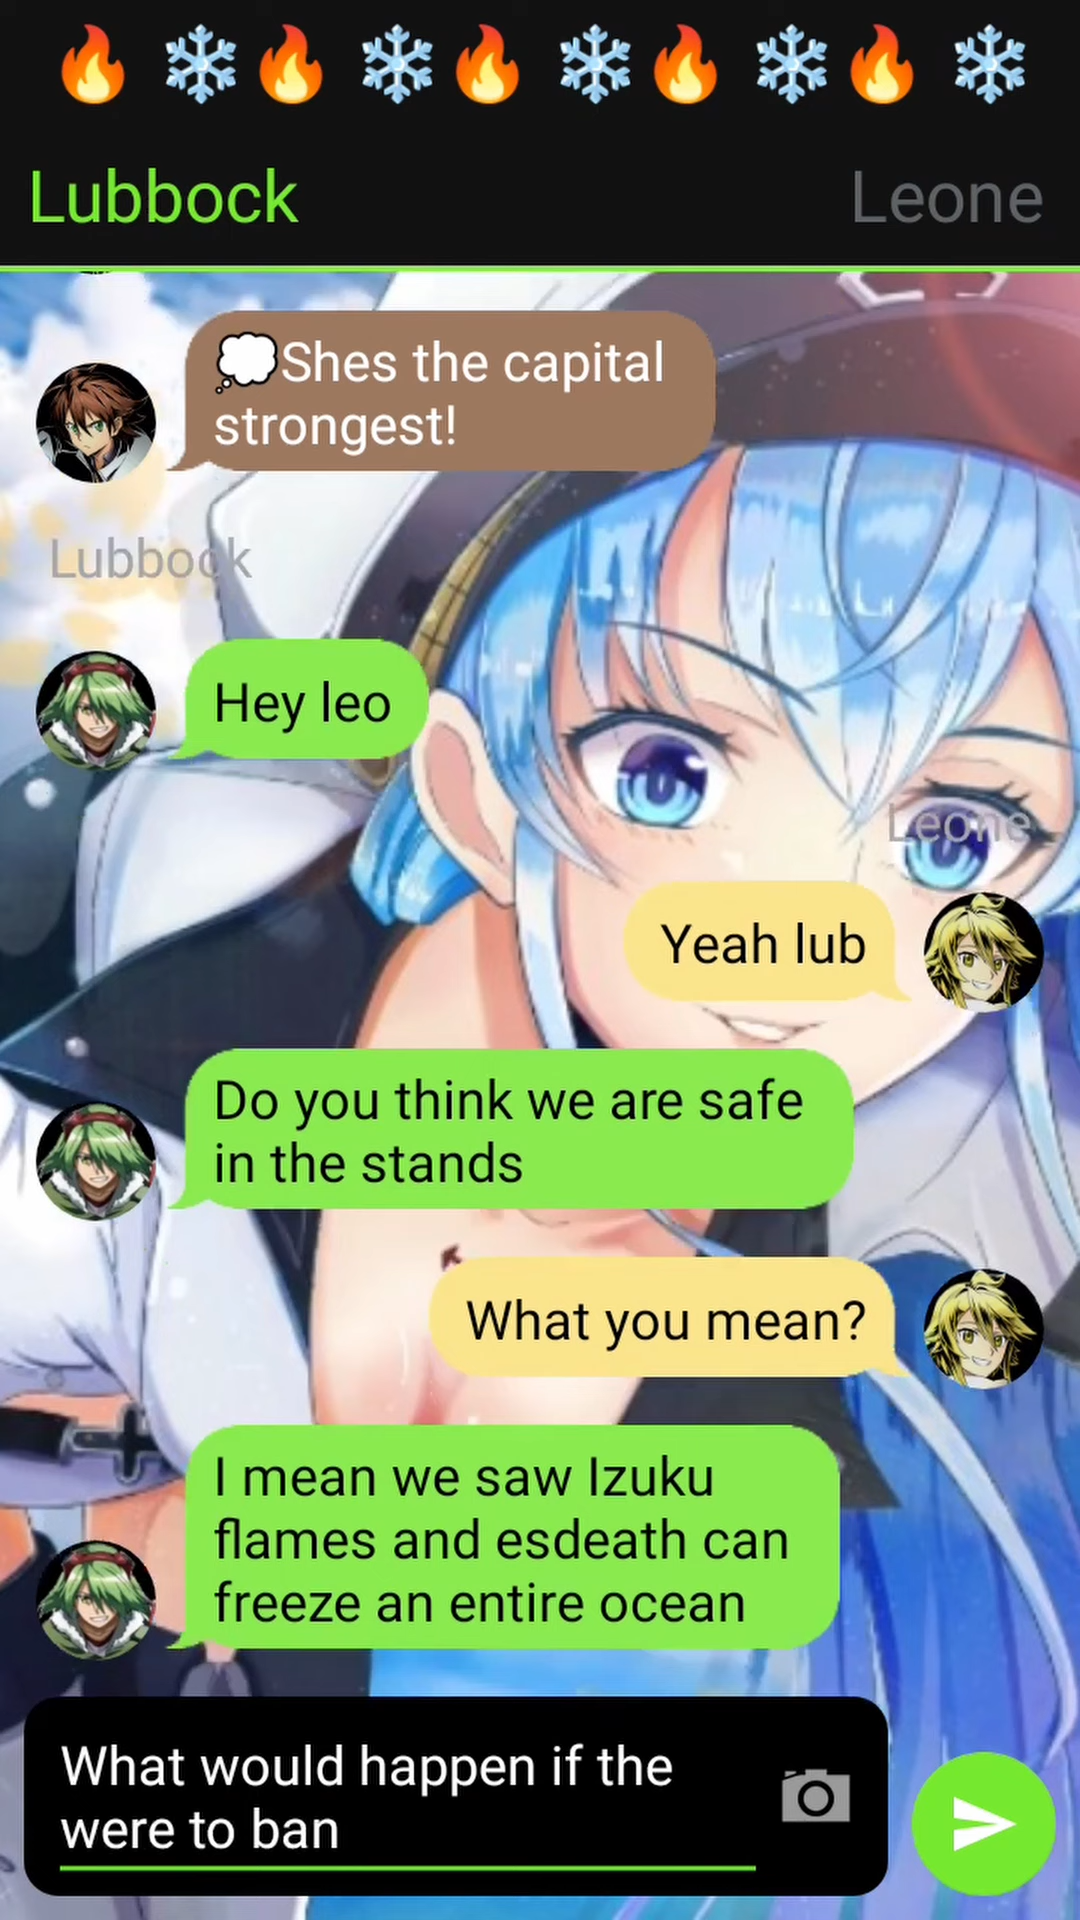 🔥 ❄️🔥 ❄️🔥 ❄️🔥 ❄️🔥 ❄️
Lubbock Leone
💭Shes the capital
strongest!
Lubbock
Hey leo
Leone
Yeah lub
Do you think we are safe
in the stands
What you mean?
I mean we saw Izuku
flames and esdeath can
freeze an entire ocean
What would happen if the
were to ban